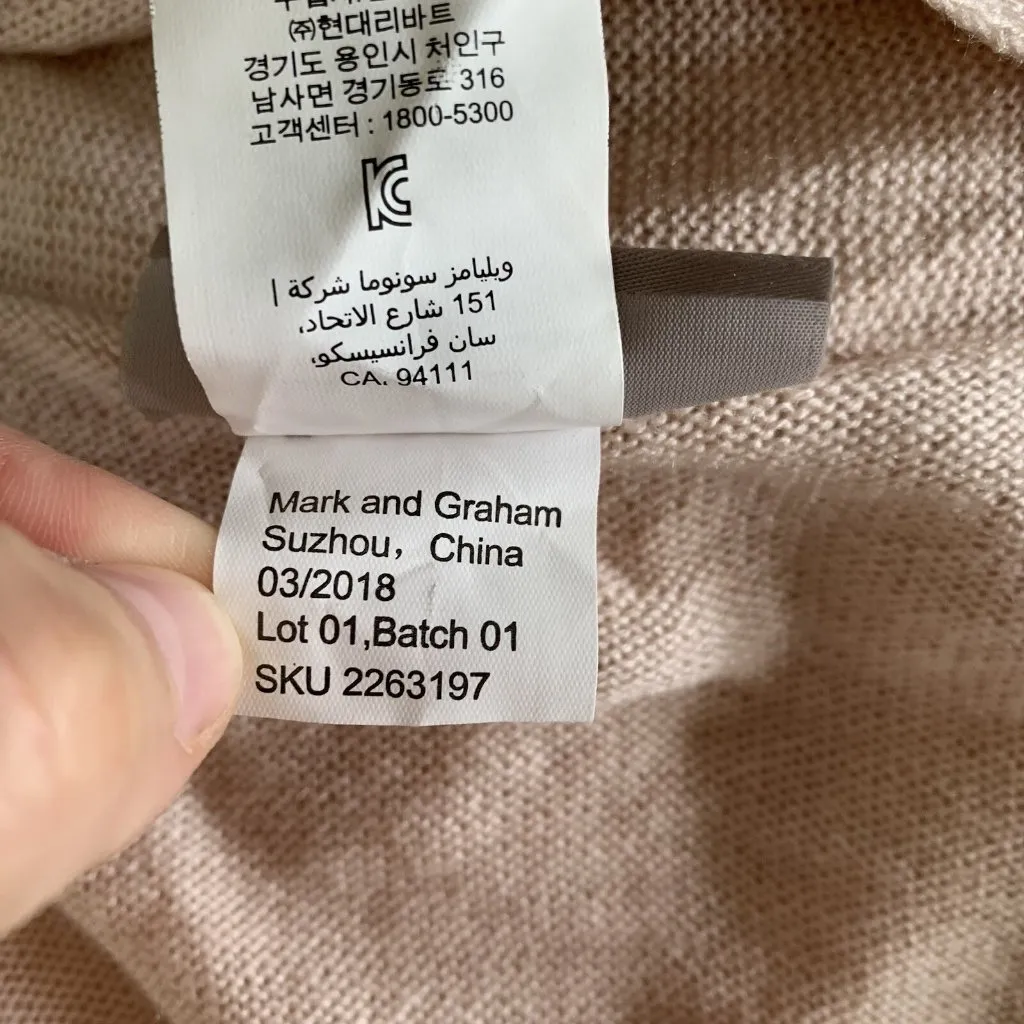 ㈜현대리바트
경기도 용인시 처인구
남사면 경기동로 316
고객센터 : 1800-5300
KC
ويليامز سونوما شركة |
151 شارع الاتحاد،
سان فرانسيسكو،
CA. 94111
Mark and Graham
Suzhou, China
03/2018
Lot 01,Batch 01
SKU 2263197